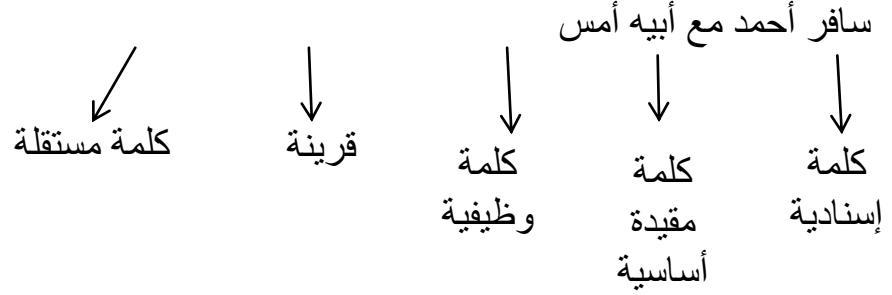 سافر أحمد مع أبيه أمس
كلمة إسنادية
كلمة مقيدة أساسية
كلمة وظيفية
قرينة
كلمة مستقلة